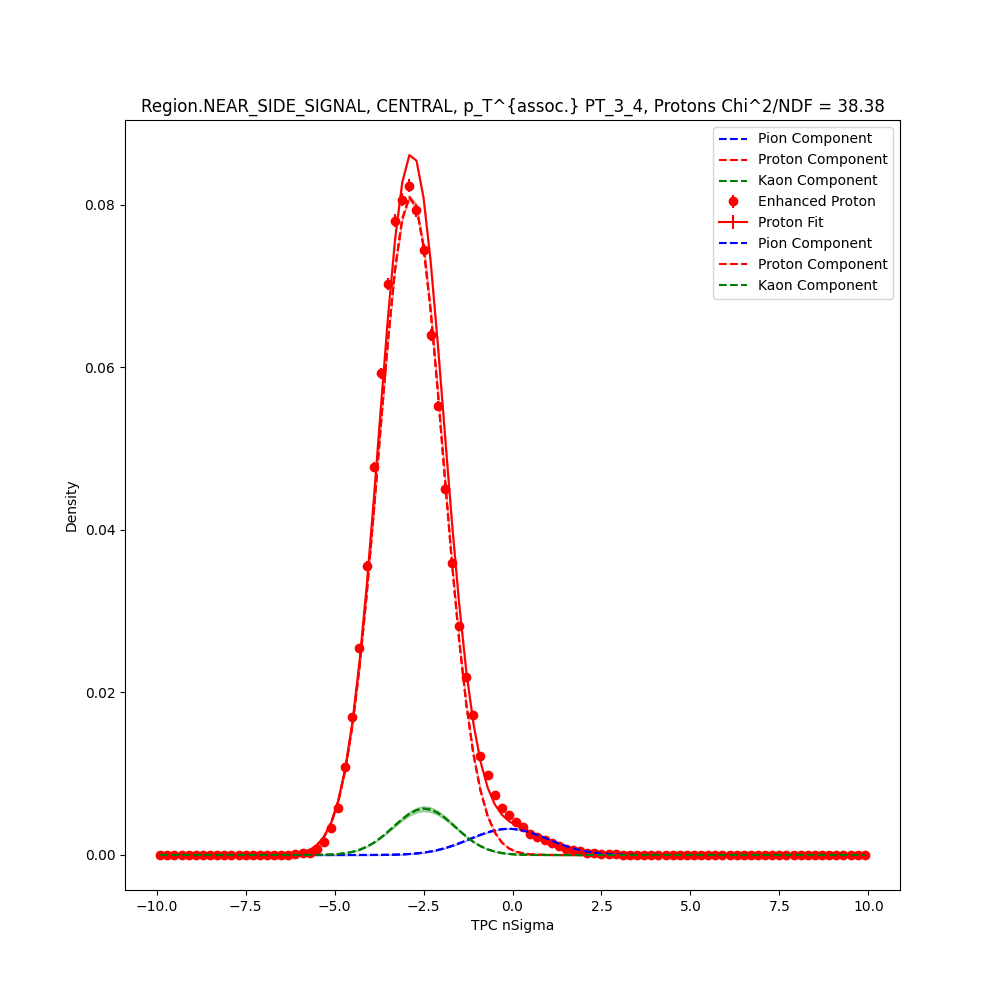 Region.NEAR_SIDE_SIGNAL, CENTRAL, p_T^{assoc.} PT_3_4, Protons Chi^2/NDF = 38.38
Pion Component
Proton Component
Kaon Component
Enhanced Proton
Proton Fit
Pion Component
Proton Component
Kaon Component
Density
0.08
0.06
0.04
0.02
0.00
−10.0 −7.5 −5.0 −2.5 0.0 2.5 5.0 7.5 10.0
TPC nSigma